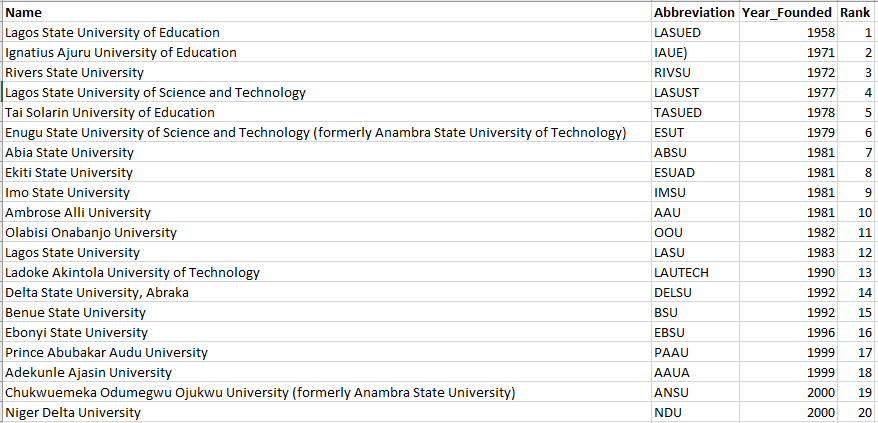 Name Abbreviation Year_Founded Rank
Lagos State University of Education LASUED 1958 1
Ignatius Ajuru University of Education IAUE) 1971 2
Rivers State University RIVSU 1972 3
Lagos State University of Science and Technology LASUST 1977 4
Tai Solarin University of Education TASUED 1978 5
Enugu State University of Science and Technology (formerly Anambra State University of Technology) ESUT 1979 6
Abia State University ABSU 1981 7
Ekiti State University ESUAD 1981 8
Imo State University IMSU 1981 9
Ambrose Alli University AAU 1981 10
Olabisi Onabanjo University OOU 1982 11
Lagos State University LASU 1983 12
Ladoke Akintola University of Technology LAUTECH 1990 13
Delta State University, Abraka DELSU 1992 14
Benue State University BSU 1992 15
Ebonyi State University EBSU 1996 16
Prince Abubakar Audu University PAAU 1999 17
Adekunle Ajasin University AAUA 1999 18
Chukwuemeka Odumegwu Ojukwu University (formerly Anambra State University) ANSU 2000 19
Niger Delta University NDU 2000 20